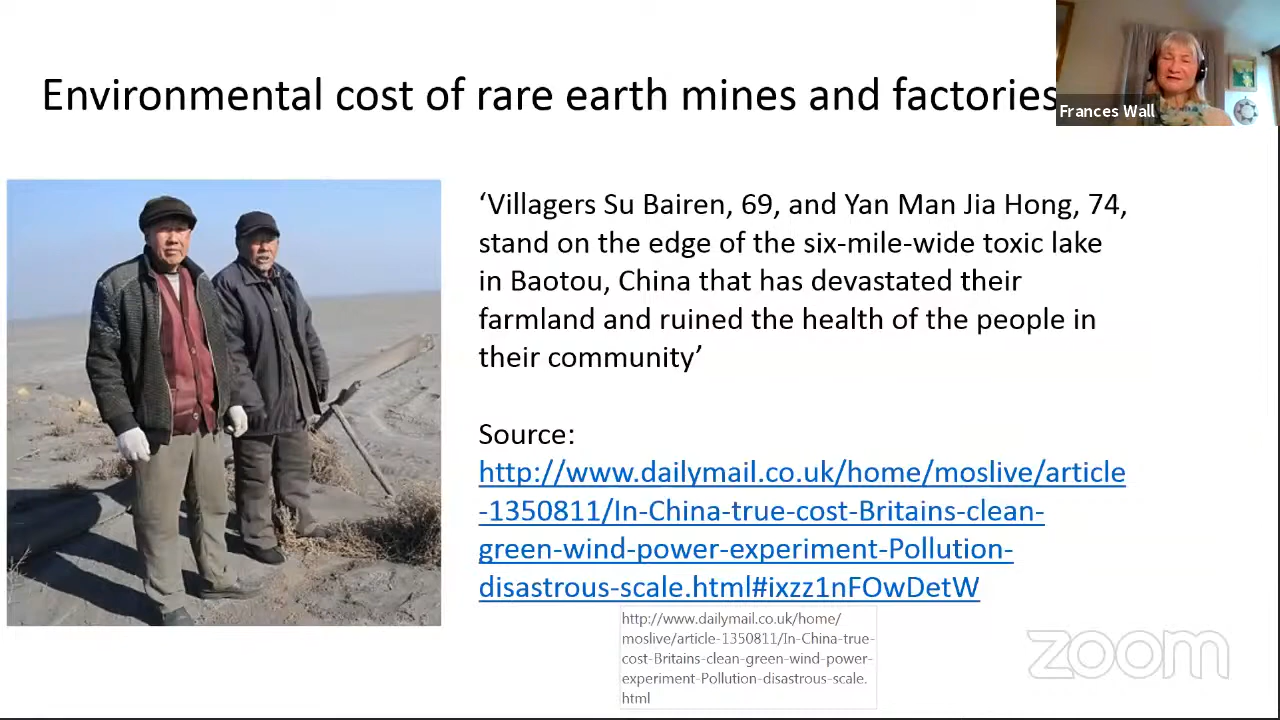 Environmental cost of rare earth mines and factories
Frances Wall
‘Villagers Su Bairen, 69, and Yan Man Jia Hong, 74,
stand on the edge of the six-mile-wide toxic lake
in Baotou, China that has devastated their
farmland and ruined the health of the people in
their community’
Source:
http://www.dailymail.co.uk/home/moslive/article
-1350811/In-China-true-cost-Britains-clean-
green-wind-power-experiment-Pollution-
disastrous-scale.html#ixzz1nFOwDetW
http://www.dailymail.co.uk/home/
moslive/article-1350811/In-China-true-
cost-Britains-clean-green-wind-power-
experiment-Pollution-disastrous-scale.
html
zoom